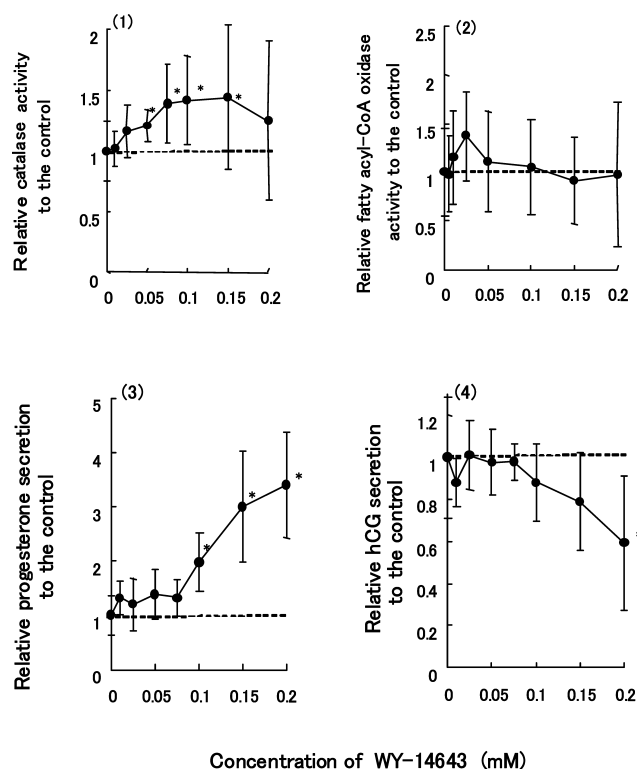 (1)
Relative catalase activity
to the control
2
1.5
1
0.5
0
0 0.05 0.1 0.15 0.2
* * * *
(2)
Relative fatty acyl-CoA oxidase
activity to the control
2.5
2
1.5
1
0.5
0
0 0.05 0.1 0.15 0.2
(3)
Relative progesterone secretion
to the control
5
4
3
2
1
0
0 0.05 0.1 0.15 0.2
* * *
(4)
Relative hCG secretion
to the control
1.2
1
0.8
0.6
0.4
0.2
0
0 0.05 0.1 0.15 0.2
*
Concentration of WY-14643 (mM)